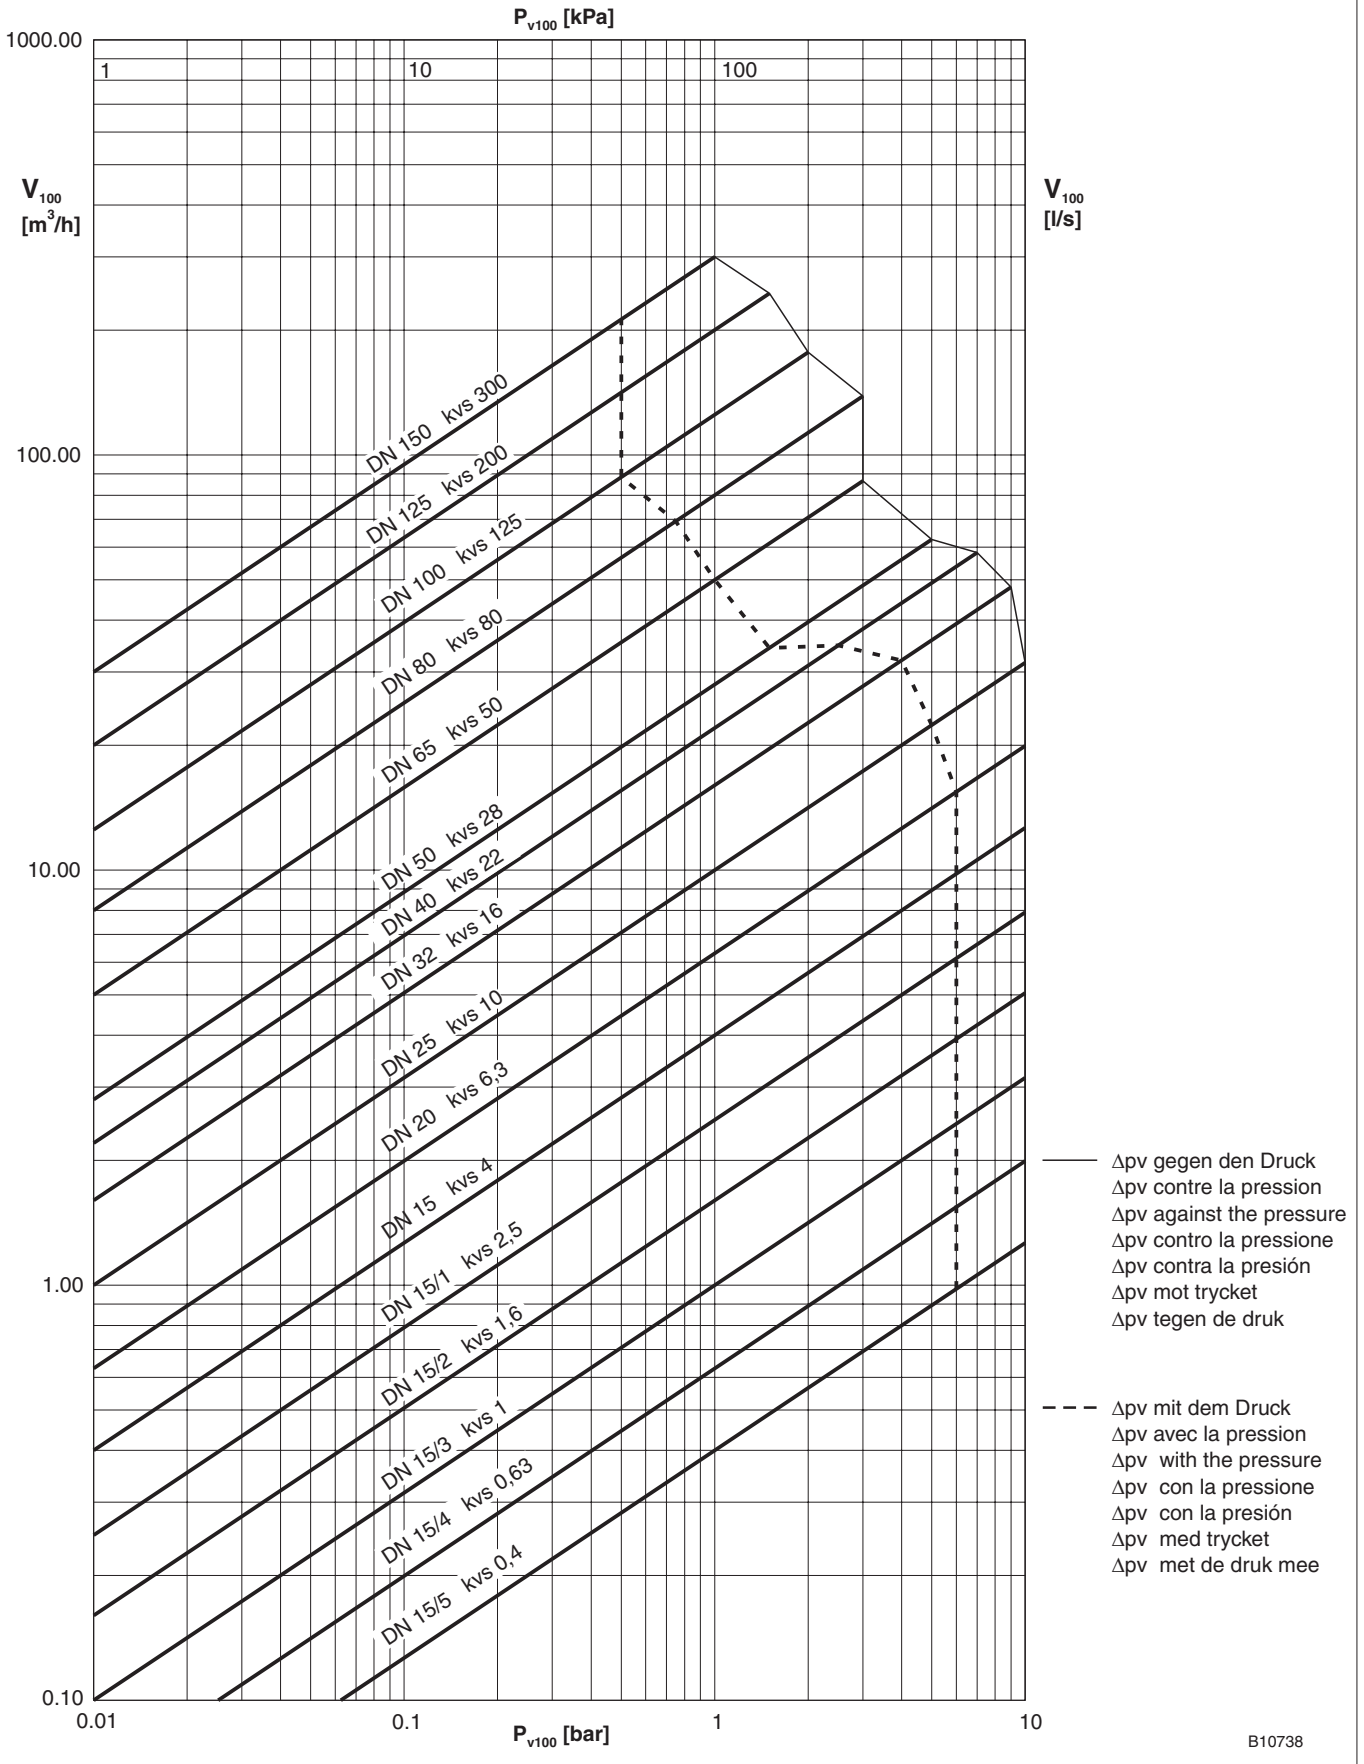 Pv100 [kPa]
1000.00
1
10
100
V100
[m3/h]
V100
[l/s]
DN 150 kvs 300
100.00
DN 125 kvs 200
DN 100 kvs 125
DN 80 kvs 80
DN 65 kvs 50
DN 50 kvs 28
10.00
DN 40 kvs 22
DN 32 kvs 16
DN 25 kvs 10
DN 20 kvs 6,3
DN 15 kvs 4
DN 15/1 kvs 2,5
1.00
DN 15/2 kvs 1,6
DN 15/3 kvs 1
DN 15/4 kvs 0,63
DN 15/5 kvs 0,4
Δpv gegen den Druck
Δpv contre la pression
Δpv against the pressure
Δpv contro la pressione
Δpv contra la presión
Δpv mot trycket
Δpv tegen de druk
Δpv mit dem Druck
Δpv avec la pression
Δpv with the pressure
Δpv con la pressione
Δpv con la presión
Δpv med trycket
Δpv met de druk mee
0.10
0.01
0.1
1
10
Pv100 [bar]
B10738